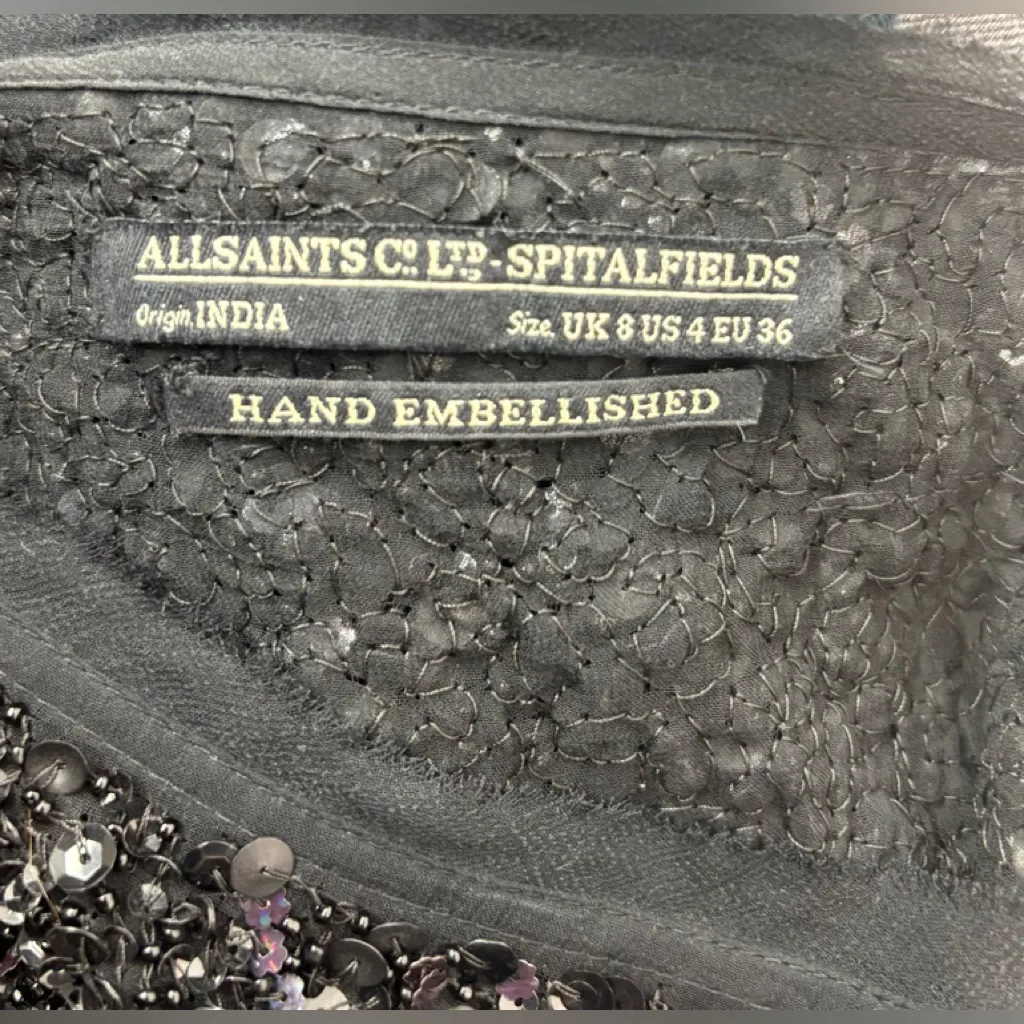 ALLSAINTS Cº. LTD. - SPITALFIELDS
Origin. INDIA Size. UK 8 US 4 EU 36
HAND EMBELLISHED